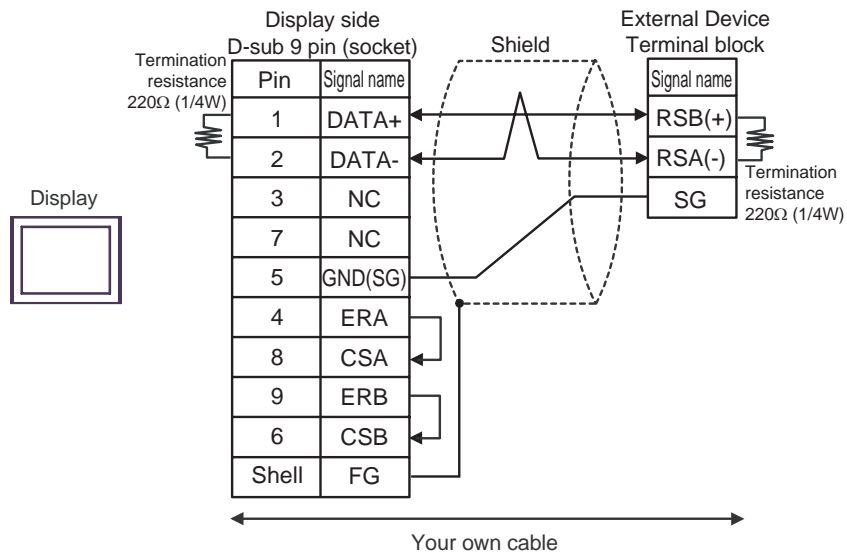 Display side
D-sub 9 pin (socket)
Shield
External Device
Terminal block
Termination
resistance
220Ω (1/4W)
Pin Signal name
1 DATA+
2 DATA-
3 NC
7 NC
5 GND(SG)
4 ERA
8 CSA
9 ERB
6 CSB
Shell FG
Signal name
RSB(+)
RSA(-)
SG
Termination
resistance
220Ω (1/4W)
Display
Your own cable